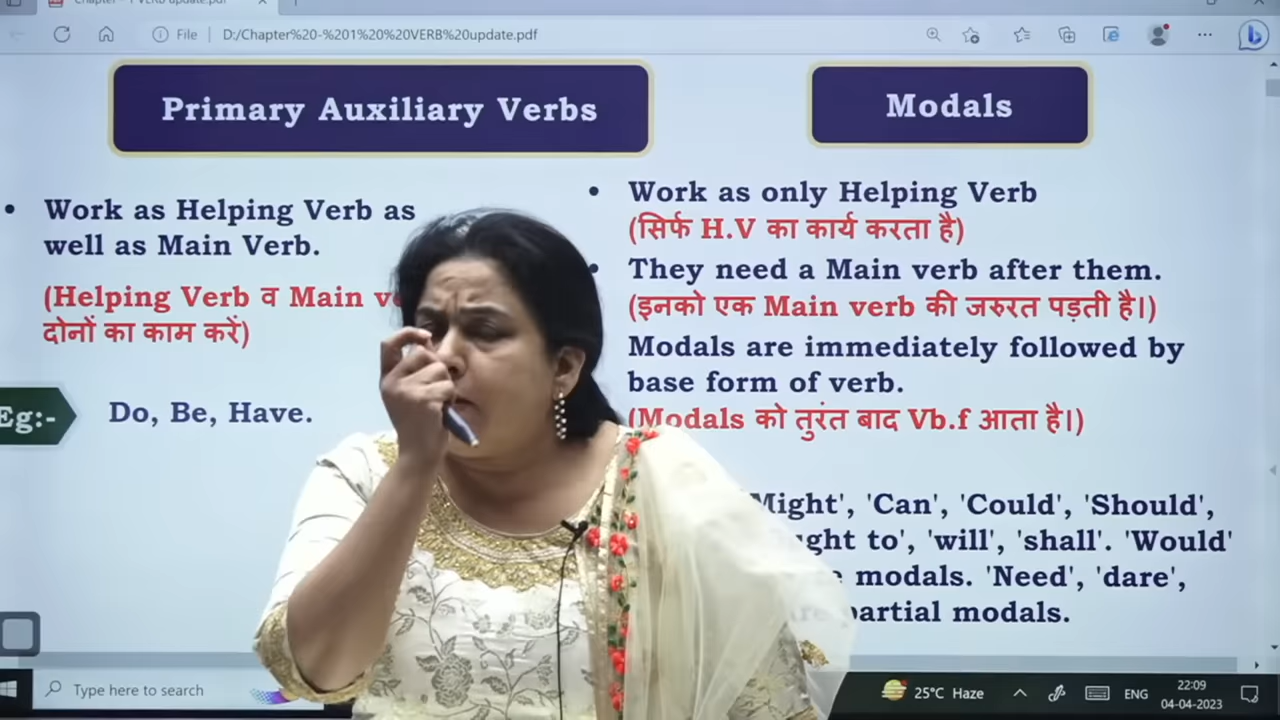 File
D:/Chapter%20-%201%20%20VERB%20update.pdf
Primary Auxiliary Verbs
Work as Helping Verb as
well as Main Verb.
(Helping Verb व Main
दोनों का काम करें)
Eg:-
Do, Be, Have.
Modals
Work as only Helping Verb
(सिर्फ H.V का कार्य करता है)
They need a Main verb after them.
(इनको एक Main verb की जरुरत पड़ती है।)
Modals are immediately followed by
base form of verb.
(Modals को तुरंत बाद Vb.f आता है।)
Might', 'Can', 'Could', 'Should',
to', 'will', 'shall'. 'Would'
modals. 'Need', 'dare',
partial modals.
Type here to search
25°C Haze
ENG
22:09
04-04-2023